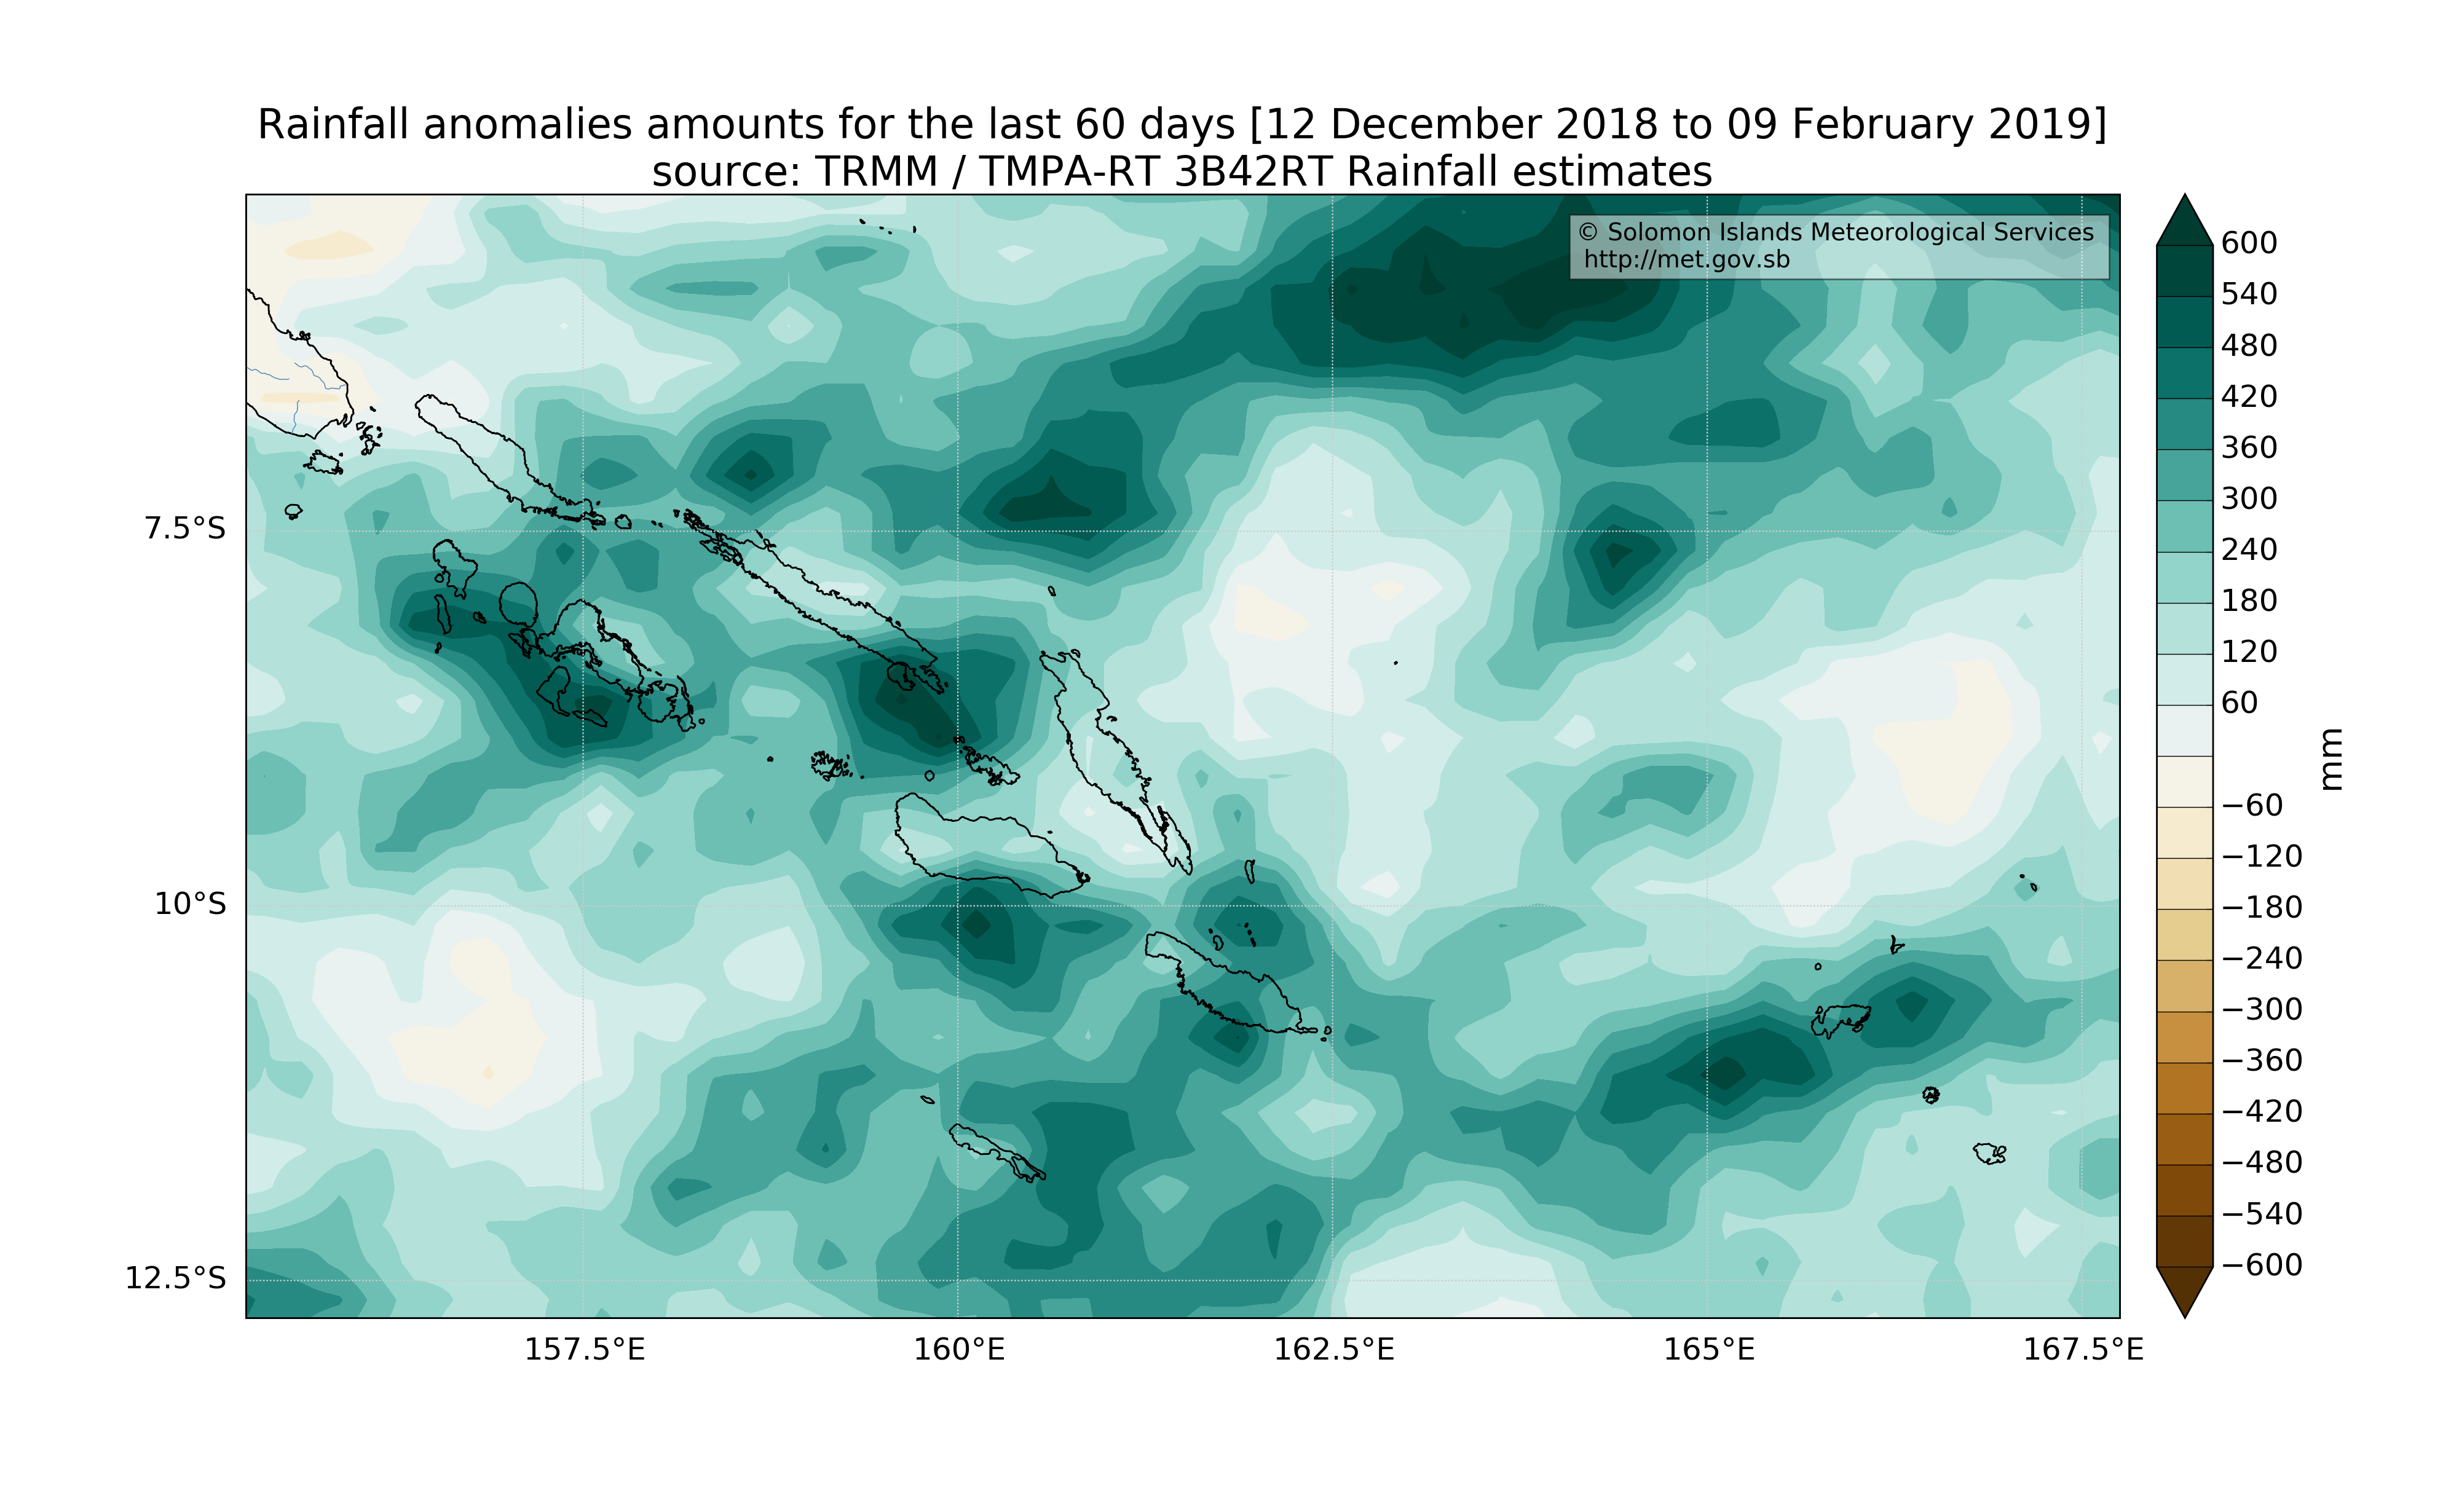 Rainfall anomalies amounts for the last 60 days [12 December 2018 to 09 February 2019]
source: TRMM / TMPA-RT 3B42RT Rainfall estimates
© Solomon Islands Meteorological Services
http://met.gov.sb
7.5°S
10°S
12.5°S
157.5°E
160°E
162.5°E
165°E
167.5°E
600
540
480
420
360
300
240
180
120
60
−60
−120
−180
−240
−300
−360
−420
−480
−540
−600
mm